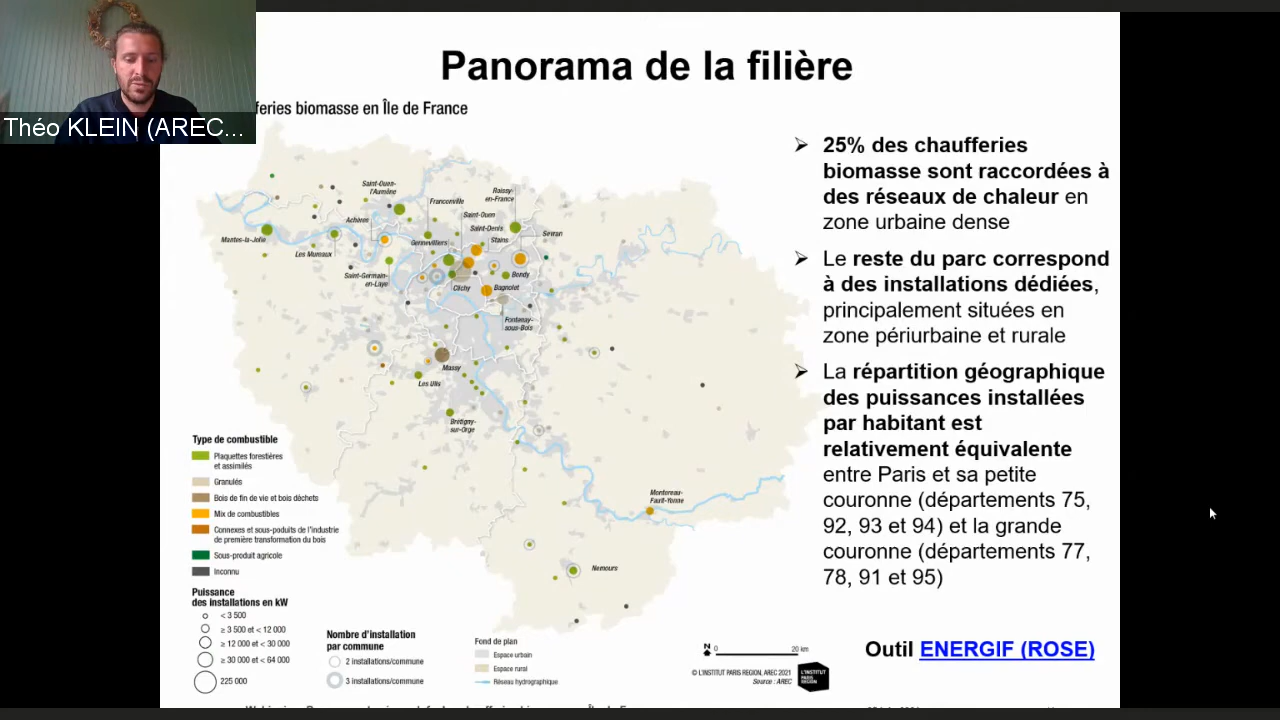 Théo KLEIN (AREC...
Panorama de la filière
feries biomasse en Île de France
25% des chaufferies
biomasse sont raccordées à
des réseaux de chaleur en
zone urbaine dense
Le reste du parc correspond
à des installations dédiées,
principalement situées en
zone périurbaine et rurale
La répartition géographique
des puissances installées
par habitant est
relativement équivalente
entre Paris et sa petite
couronne (départements 75,
92, 93 et 94) et la grande
couronne (départements 77,
78, 91 et 95)
Outil ENERGIF (ROSE)
Saint-Ouen-
l'Aumône
Roissy-
en-France
Franconville
Achères
Saint-Ouen
Saint-Denis
Stains
Sevran
Mantes-la-Jolie
Gennevilliers
Les Mureaux
Saint-Germain-
en-Laye
Bondy
Clichy
Bagnolet
Fontenay-
sous-Bois
Massy
Les Ulis
Brétigny-
sur-Orge
Montereau-
Fault-Yonne
Nemours
Type de combustible
Plaquettes forestières
et assimilés
Granulés
Bois de fin de vie et bois déchets
Mix de combustibles
Connexes et sous-poduits de l'industrie
de première transformation du bois
Sous-produit agricole
Inconnu
Puissance
des installations en kW
< 3 500
≥ 3 500 et < 12 000
≥ 12 000 et < 30 000
≥ 30 000 et < 64 000
225 000
Nombre d'installation
par commune
2 installations/commune
3 installations/commune
Fond de plan
Espace urbain
Espace rural
Réseau hydrographique
N
0 20 km
© L'INSTITUT PARIS REGION, AREC 2021
Source : AREC
L'INSTITUT
PARIS
REGION